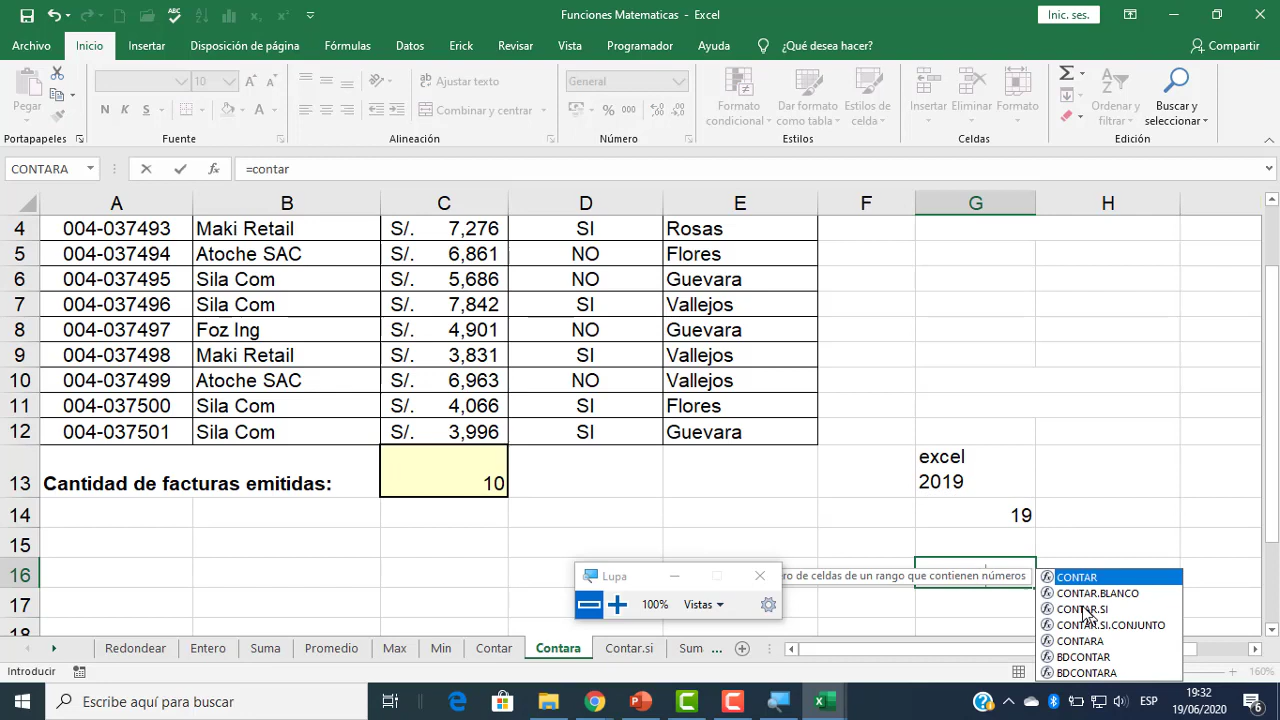 Funciones Matematicas - Excel
Inic. ses.
Archivo Inicio Insertar Disposición de página Fórmulas Datos Erick Revisar Vista Programador Ayuda ¿Qué desea hacer? Compartir
Pegar
10
N K S
Ajustar texto
Combinar y centrar
General
% 000
Formato condicional
Dar formato como tabla
Estilos de celda
Insertar Eliminar Formato
Ordenar y filtrar
Buscar y seleccionar
Portapapeles Fuente Alineación Número Estilos Celdas Edición
CONTARA fx =contar
A B C D E F G H
4 004-037493 Maki Retail S/. 7,276 SI Rosas
5 004-037494 Atoche SAC S/. 6,861 NO Flores
6 004-037495 Sila Com S/. 5,686 NO Guevara
7 004-037496 Sila Com S/. 7,842 SI Vallejos
8 004-037497 Foz Ing S/. 4,901 NO Guevara
9 004-037498 Maki Retail S/. 3,831 SI Vallejos
10 004-037499 Atoche SAC S/. 6,963 NO Vallejos
11 004-037500 Sila Com S/. 4,066 SI Flores
12 004-037501 Sila Com S/. 3,996 SI Guevara
excel
13 Cantidad de facturas emitidas: 10 2019
14 19
15
16
17
18
Lupa
100% Vistas
ro de celdas de un rango que contienen números
CONTAR
CONTAR.BLANCO
CONTAR.SI
CONTAR.SI.CONJUNTO
CONTARA
BDCONTAR
BDCONTARA
Redondear Entero Suma Promedio Max Min Contar Contara Contar.si Sum ...
Introducir
160%
Escribe aquí para buscar
ESP
19:32
19/06/2020
6